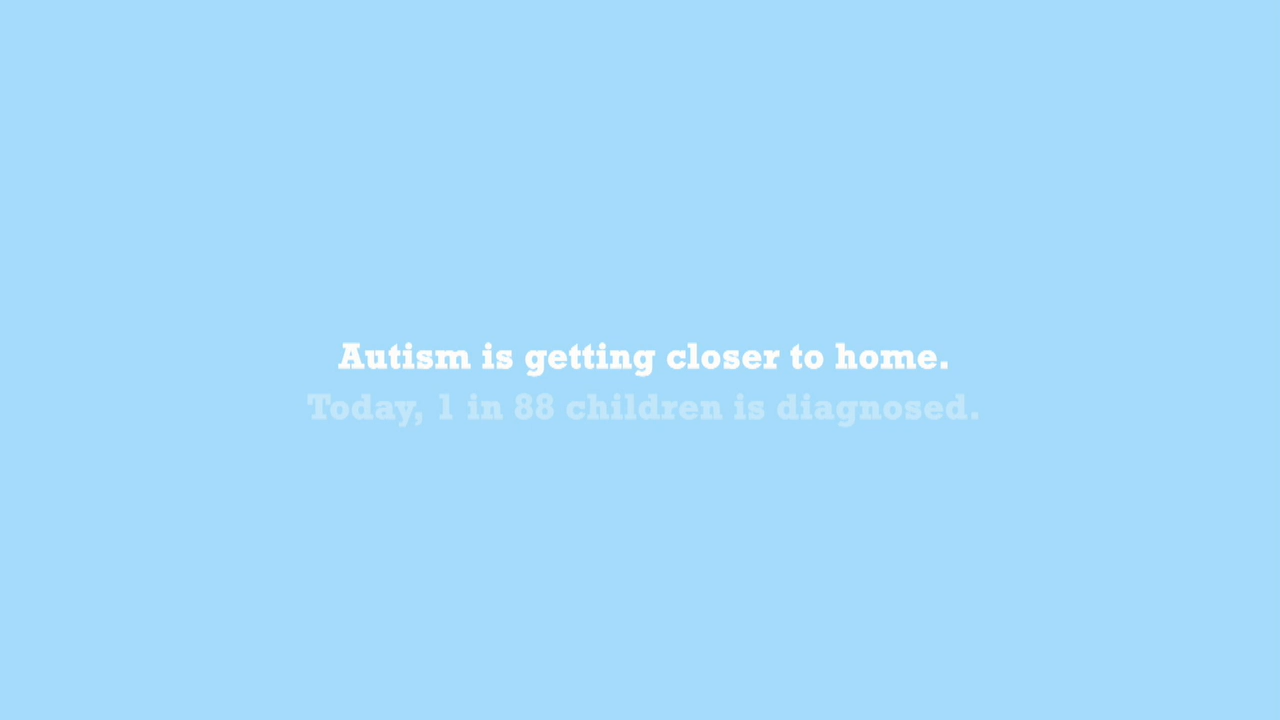 Autism is getting closer to home.
Today, 1 in 88 children is diagnosed.